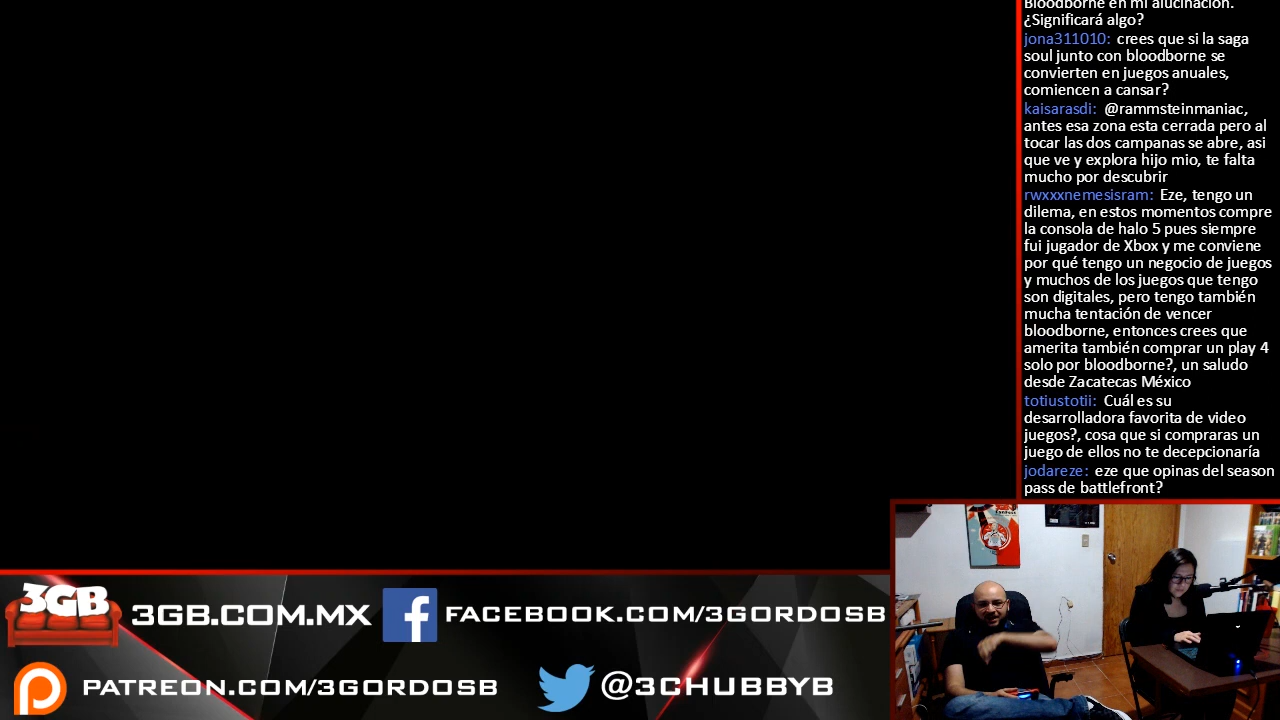 Bloodborne en mi alucinación.
¿Significará algo?
jona311010: crees que si la saga
soul junto con bloodborne se
convierten en juegos anuales,
comiencen a cansar?
kaisarasdi: @rammsteinmaniac,
antes esa zona esta cerrada pero al
tocar las dos campanas se abre, asi
que ve y explora hijo mio, te falta
mucho por descubrir
rwxxxnemesisram: Eze, tengo un
dilema, en estos momentos compre
la consola de halo 5 pues siempre
fui jugador de Xbox y me conviene
por qué tengo un negocio de juegos
y muchos de los juegos que tengo
son digitales, pero tengo también
mucha tentación de vencer
bloodborne, entonces crees que
amerita también comprar un play 4
solo por bloodborne?, un saludo
desde Zacatecas México
totiustotii: Cuál es su
desarrolladora favorita de video
juegos?, cosa que si compraras un
juego de ellos no te decepcionaría
jodareze: eze que opinas del season
pass de battlefront?
3GB
3GB.COM.MX
FACEBOOK.COM/3GORDOSB
PATREON.COM/3GORDOSB
@3CHUBBYB